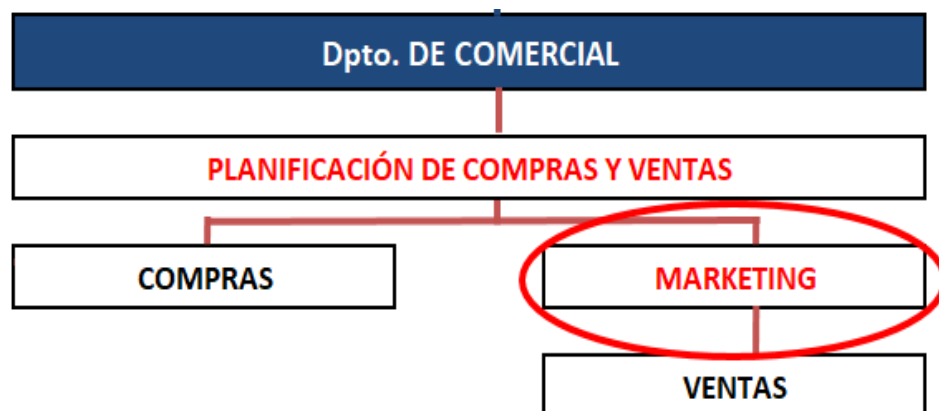 Dpto. DE COMERCIAL
PLANIFICACIÓN DE COMPRAS Y VENTAS
COMPRAS
MARKETING
VENTAS